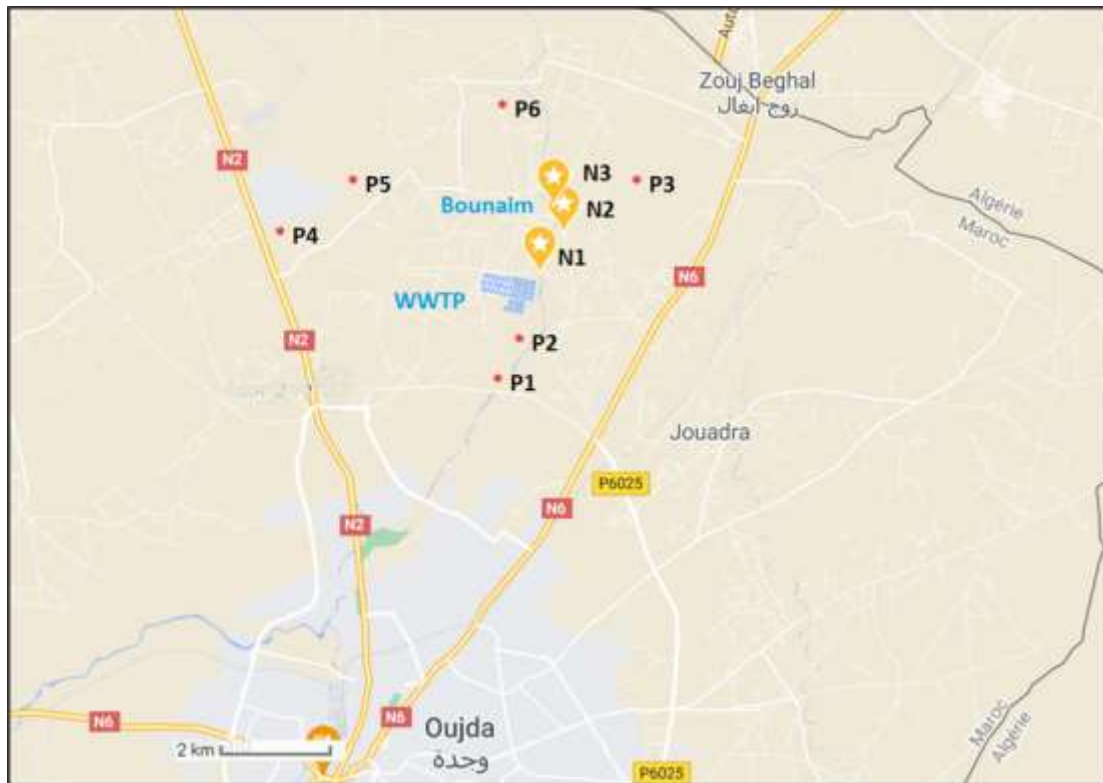 Auta
Zouj Beghal
زوج ابغال
P6
N2
N3
P5
P3
Bounaim
N2
Algérie
Maroc
P4
N1
N6
WWTP
N2
P2
P1
Jouadra
P6025
N6
N2
Oujda
وجدة
N6
N6
2 km
P6025
Maroc
Algérie